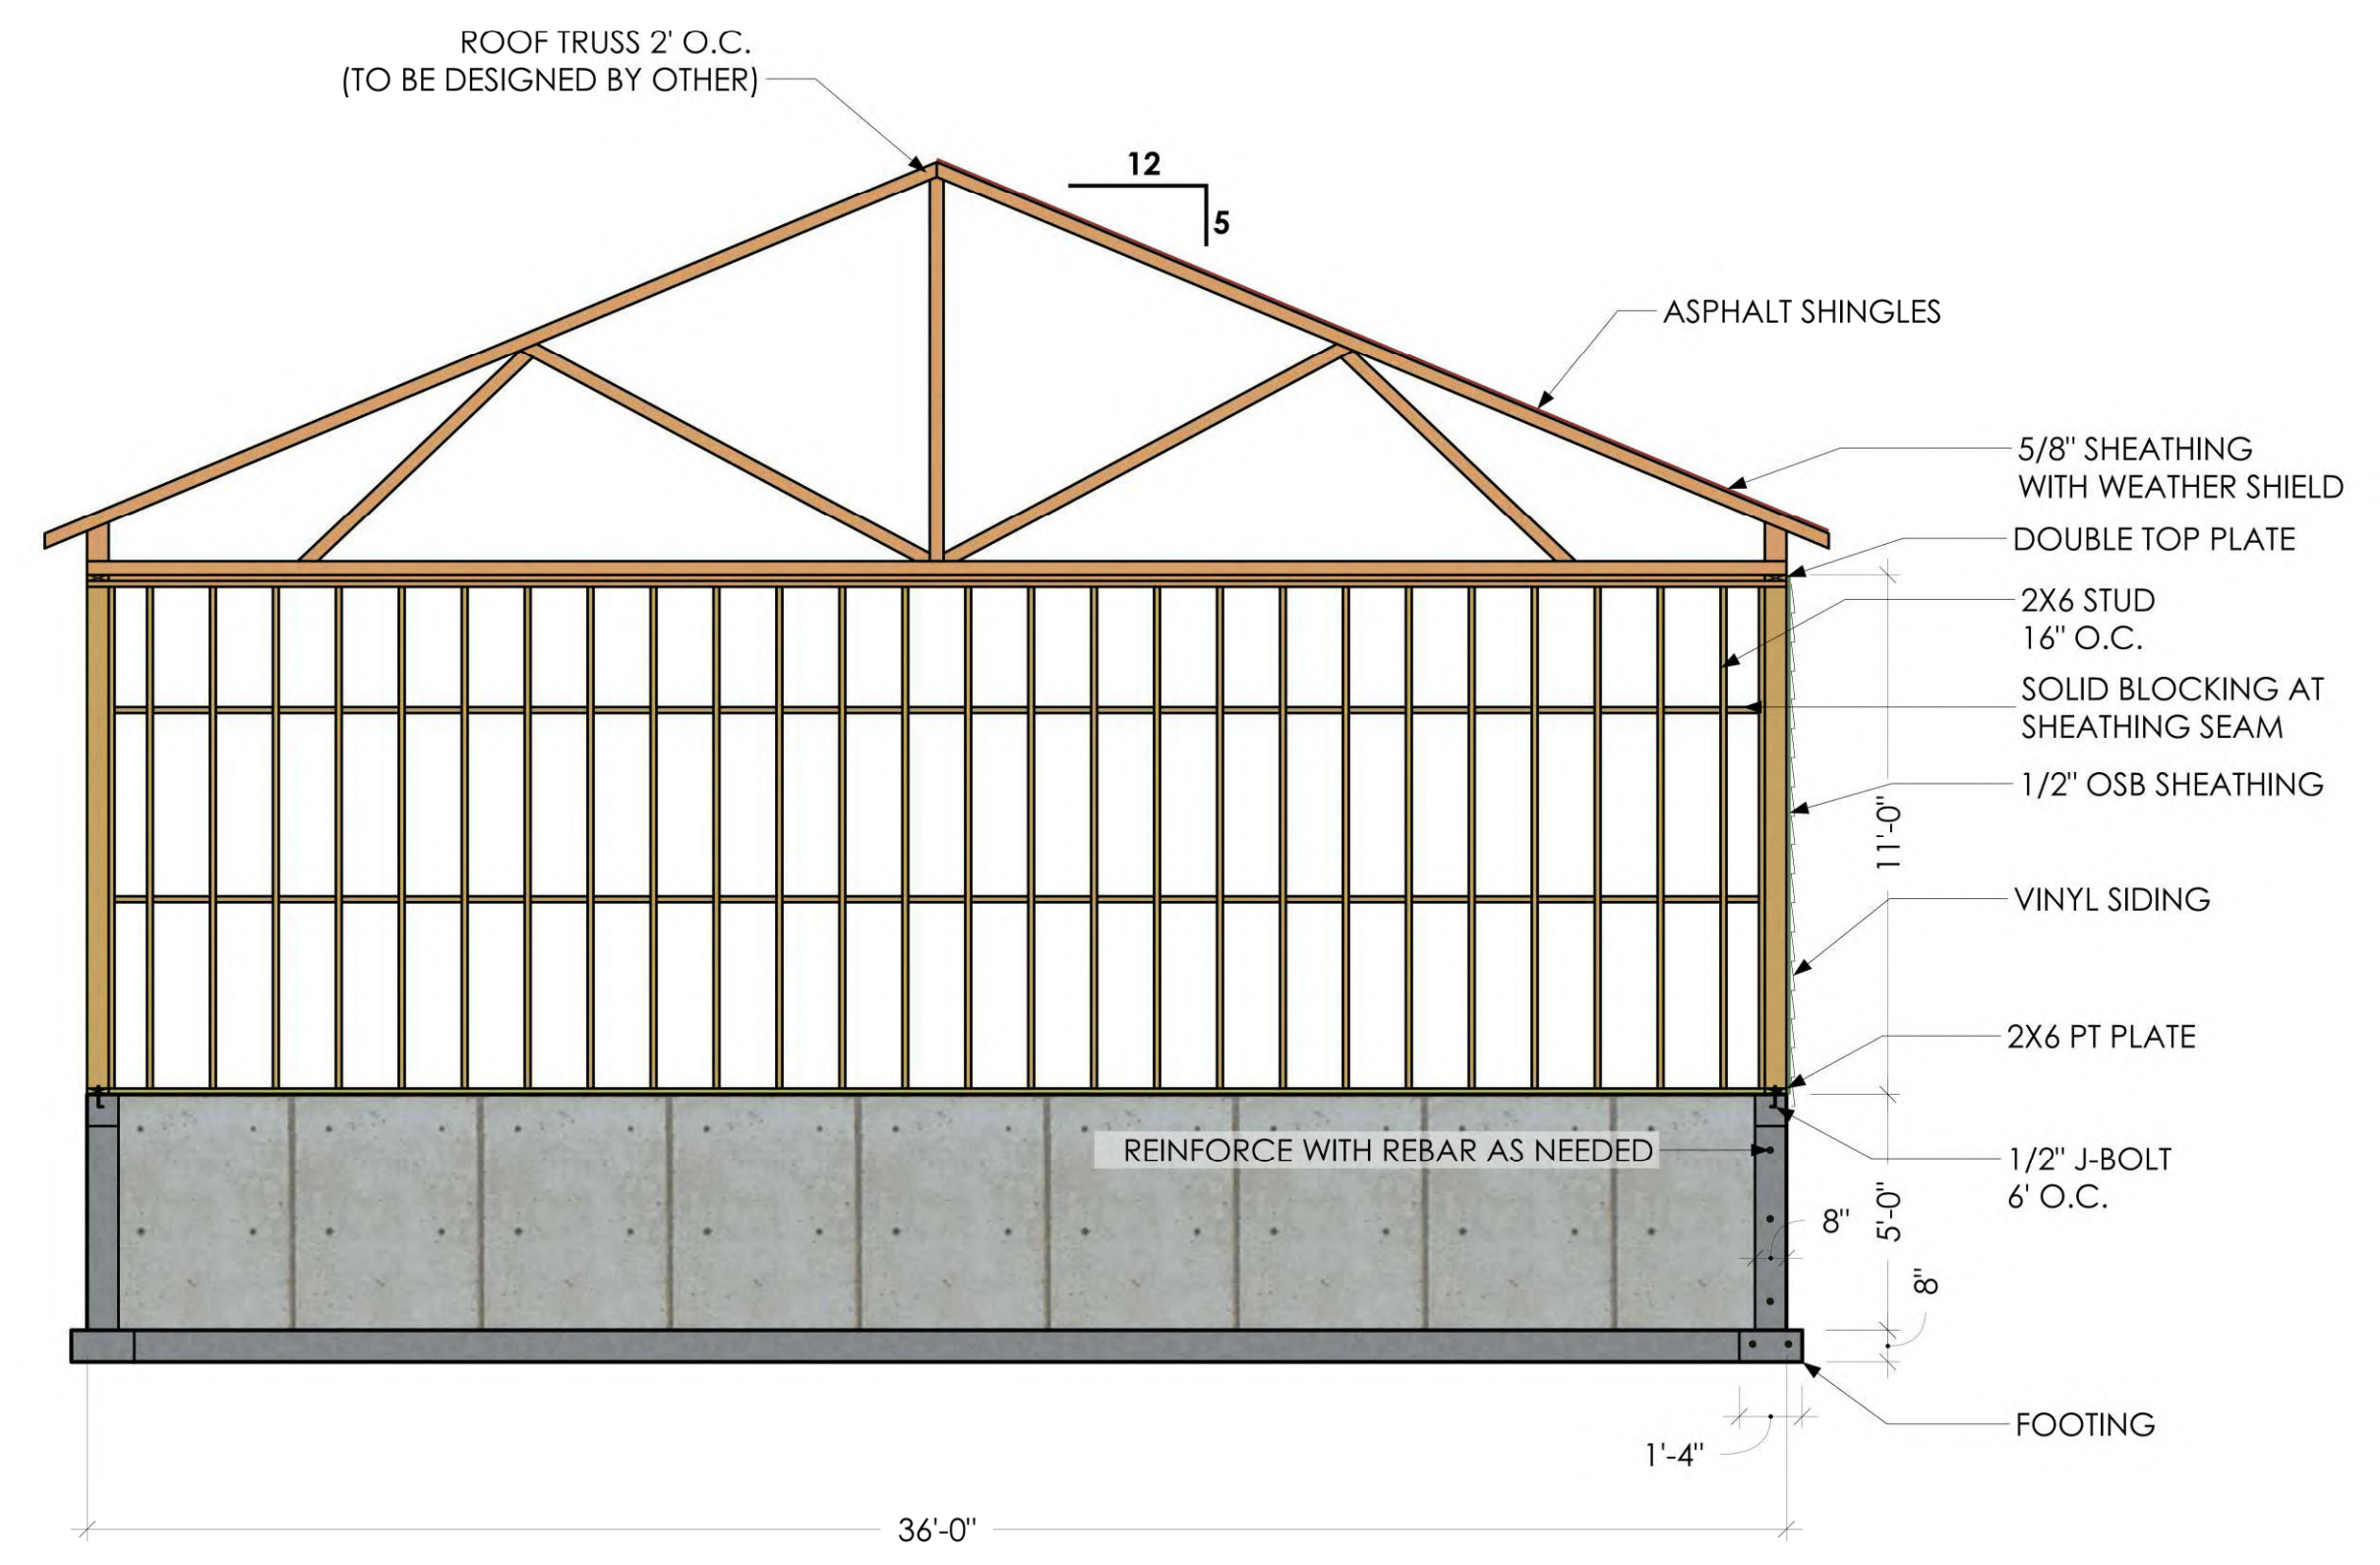 ROOF TRUSS 2' O.C.
(TO BE DESIGNED BY OTHER)
12
5
ASPHALT SHINGLES
5/8" SHEATHING
WITH WEATHER SHIELD
DOUBLE TOP PLATE
2X6 STUD
16" O.C.
SOLID BLOCKING AT
SHEATHING SEAM
1/2" OSB SHEATHING
11'-0"
VINYL SIDING
2X6 PT PLATE
REINFORCE WITH REBAR AS NEEDED
1/2" J-BOLT
6' O.C.
8"
5'-0"
8"
FOOTING
1'-4"
36'-0"